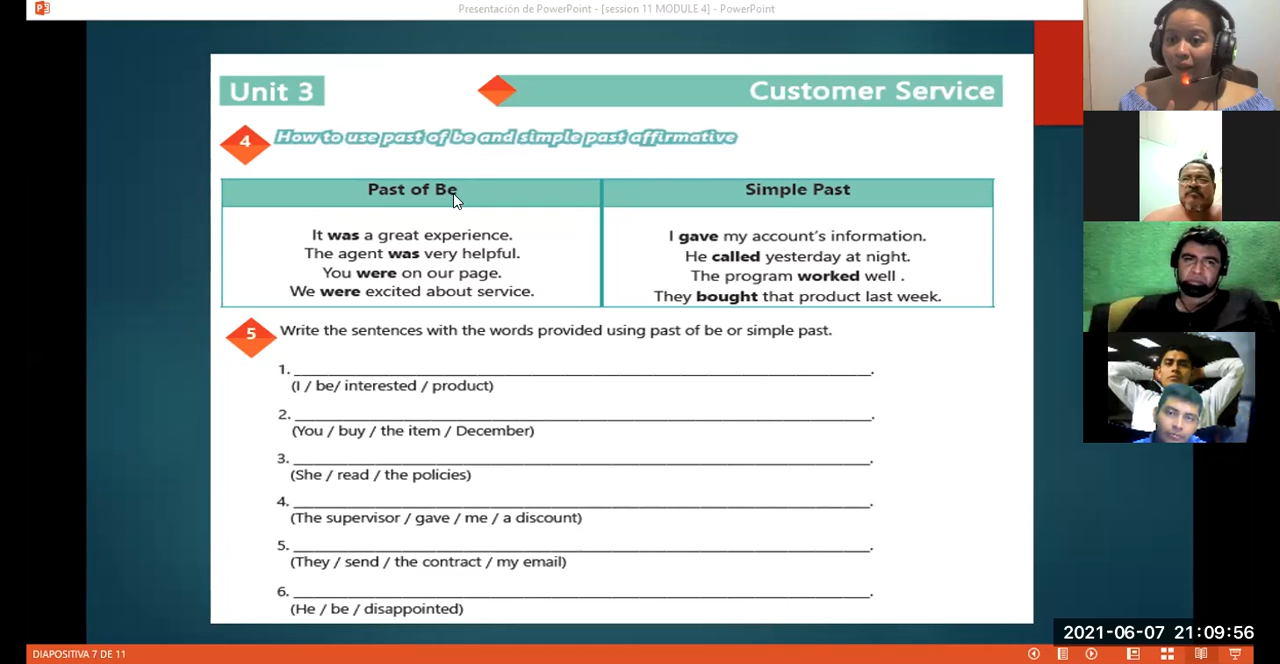 Presentación de PowerPoint - [session 11 MODULE 4] - PowerPoint
Unit 3
Customer Service
4 How to use past of be and simple past affirmative
Past of Be
Simple Past
It was a great experience.
The agent was very helpful.
You were on our page.
We were excited about service.
I gave my account's information.
He called yesterday at night.
The program worked well .
They bought that product last week.
5 Write the sentences with the words provided using past of be or simple past.
1. ______________________________.
(I / be/ interested / product)
2. ______________________________.
(You / buy / the item / December)
3. ______________________________.
(She / read / the policies)
4. ______________________________.
(The supervisor / gave / me / a discount)
5. ______________________________.
(They / send / the contract / my email)
6. ______________________________.
(He / be / disappointed)
2021-06-07 21:09:56
DIAPOSITIVA 7 DE 11